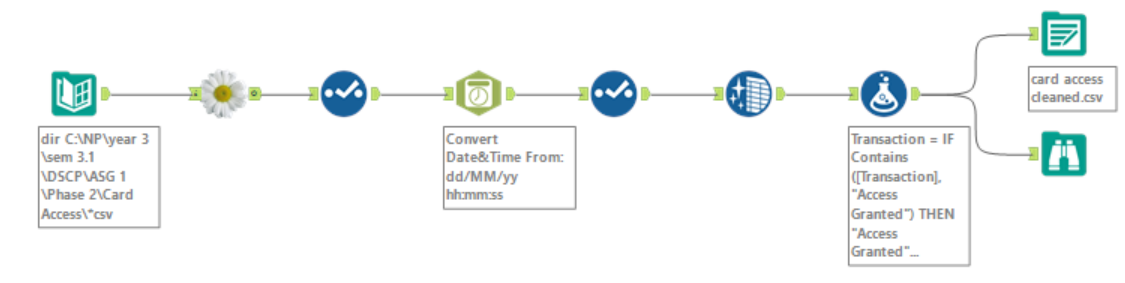 card access
cleaned.csv
dir C:\NP\year 3
\sem 3.1
\DSCP\ASG 1
\Phase 2\Card
Access\*csv
Convert
Date&Time From:
dd/MM/yy
hh:mm:ss
Transaction = IF
Contains
([Transaction],
"Access
Granted") THEN
"Access
Granted"...